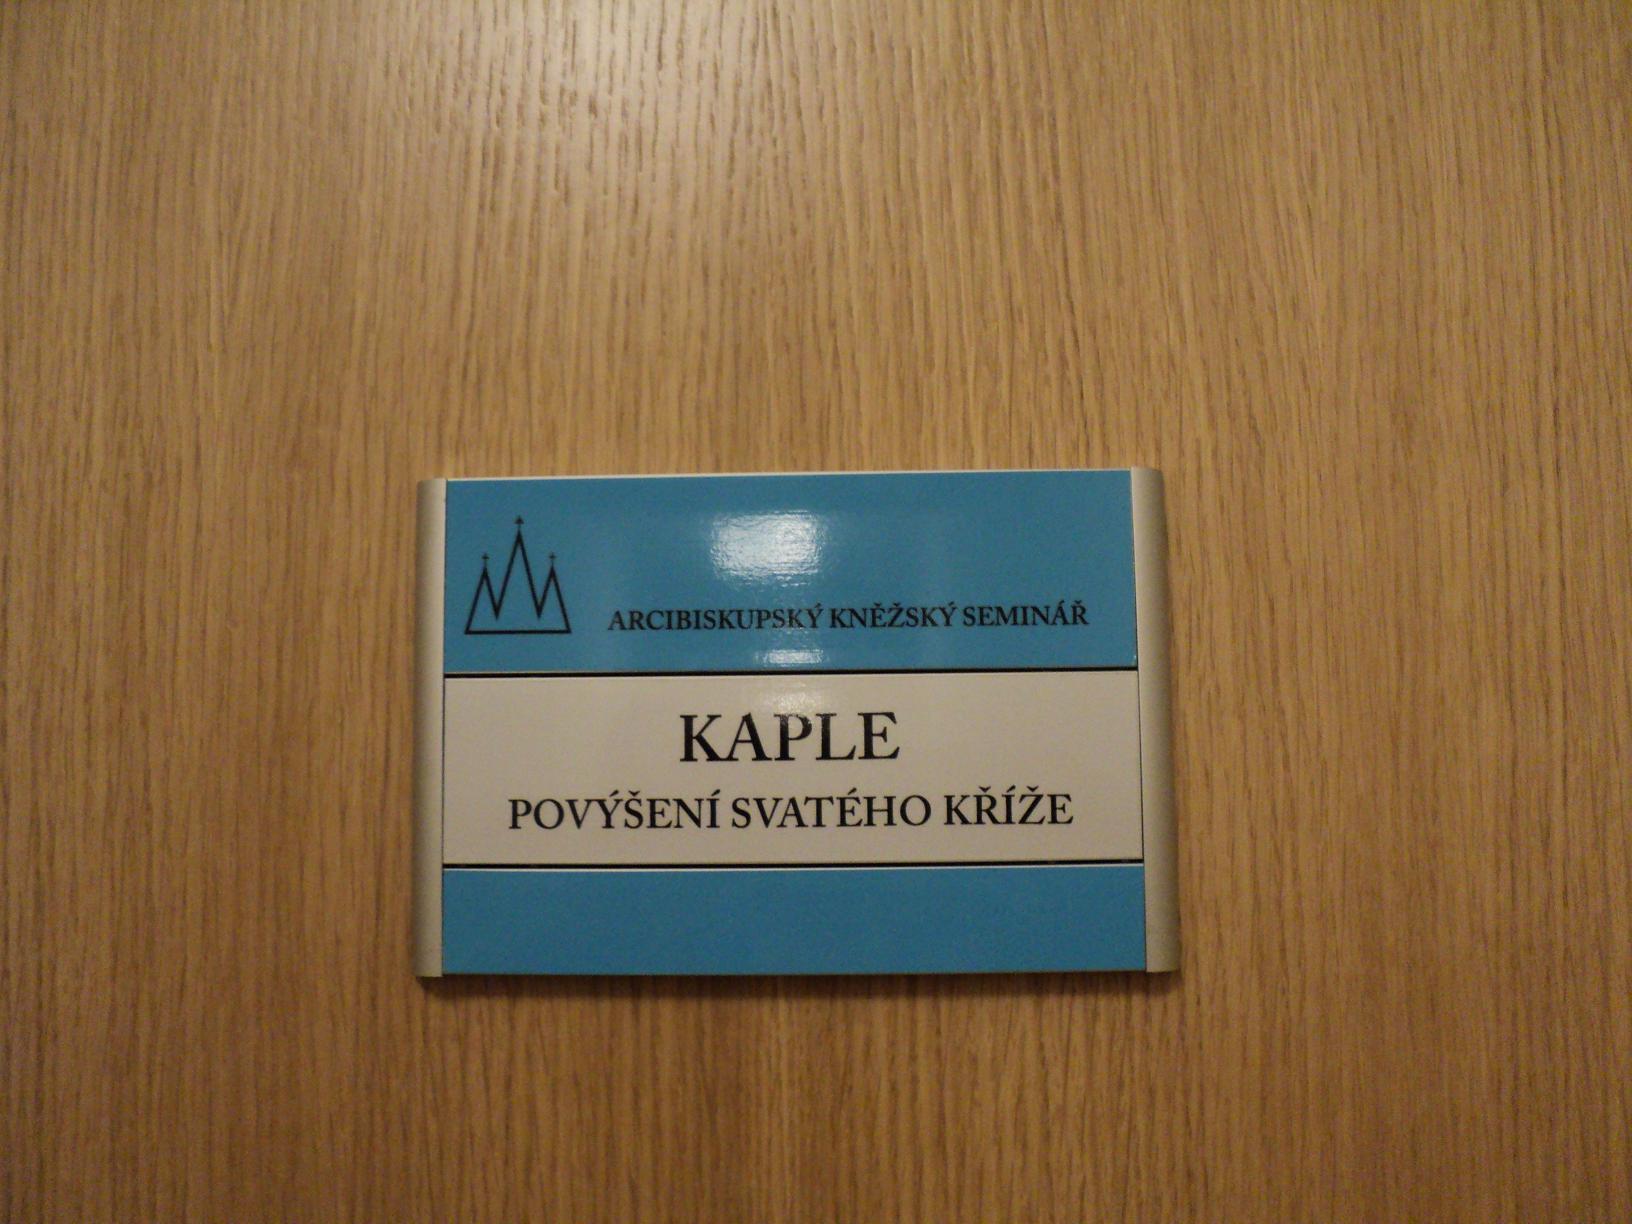 ARCIBISKUPSKÝ KNĚŽSKÝ SEMINÁŘ
KAPLE
POVÝŠENÍ SVATÉHO KŘÍŽE